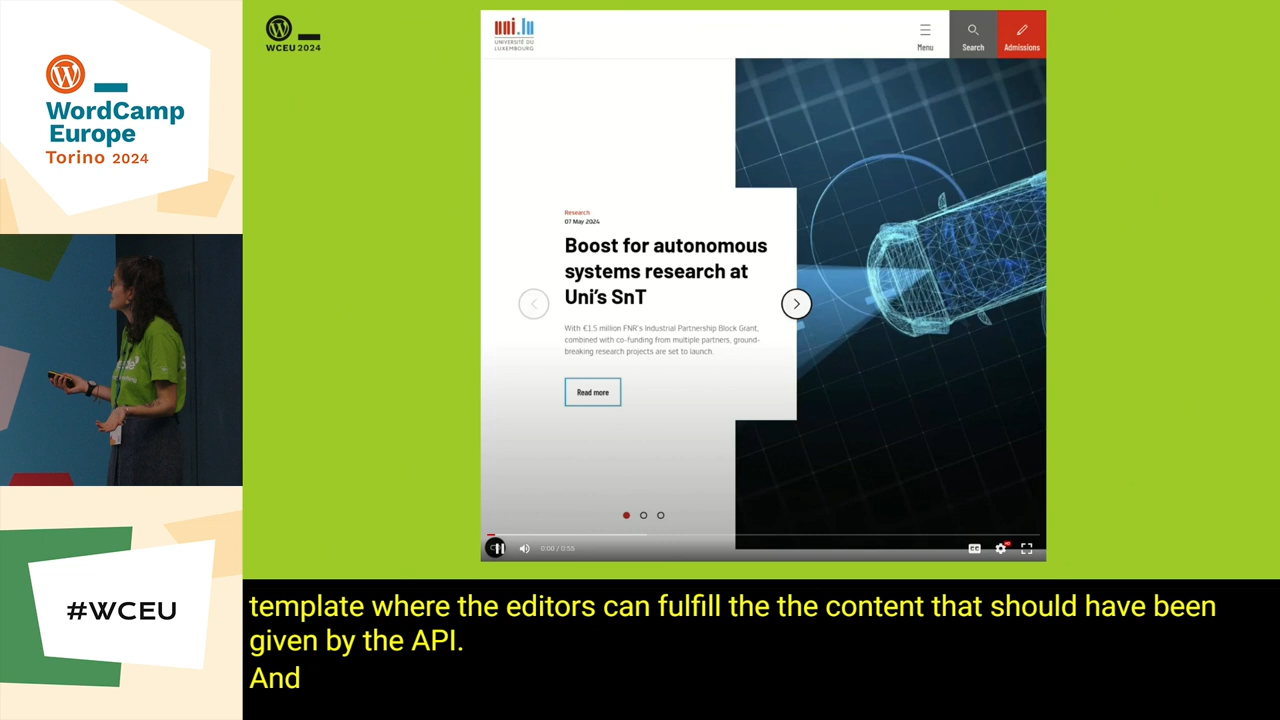 WordCamp
Europe
Torino 2024
#WCEU
WCEU 2024
uni.lu
UNIVERSITÉ DU
LUXEMBOURG
Menu
Search
Admissions
Research
07 May 2024
Boost for autonomous
systems research at
Uni's SnT
With €1.5 million FNR's Industrial Partnership Block Grant,
combined with co-funding from multiple partners, ground-
breaking research projects are set to launch.
Read more
0:00 / 0:55
CC
HD
template where the editors can fulfill the the content that should have been
given by the API.
And